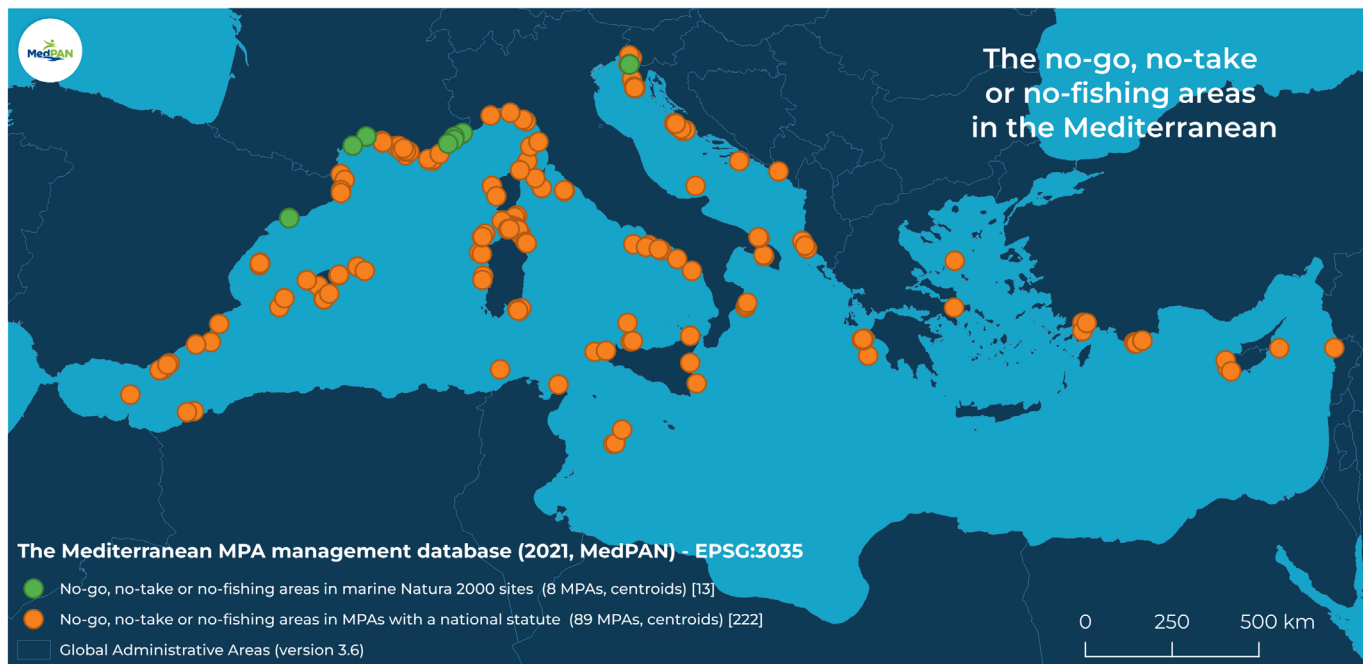 MedPAN
The no-go, no-take
or no-fishing areas
in the Mediterranean
The Mediterranean MPA management database (2021, MedPAN) - EPSG:3035
No-go, no-take or no-fishing areas in marine Natura 2000 sites (8 MPAs, centroids) [13]
No-go, no-take or no-fishing areas in MPAs with a national statute (89 MPAs, centroids) [222]
Global Administrative Areas (version 3.6)
0 250 500 km